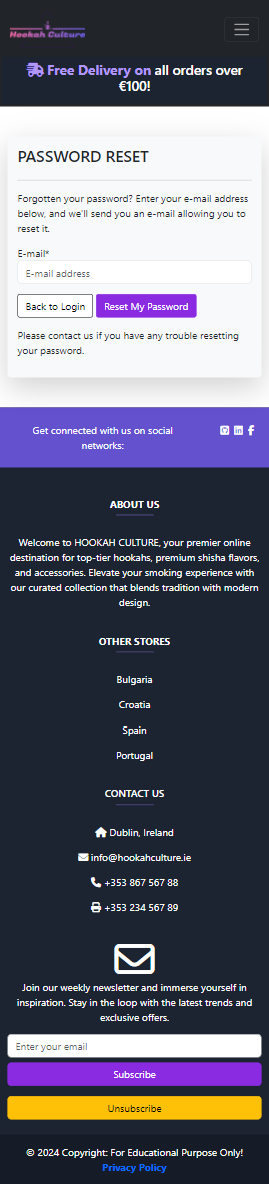 Hookah Culture
Free Delivery on all orders over
€100!
PASSWORD RESET
Forgotten your password? Enter your e-mail address
below, and we'll send you an e-mail allowing you to
reset it.
E-mail*
E-mail address
Back to Login
Reset My Password
Please contact us if you have any trouble resetting
your password.
Get connected with us on social
networks:
ABOUT US
Welcome to HOOKAH CULTURE, your premier online
destination for top-tier hookahs, premium shisha flavors,
and accessories. Elevate your smoking experience with
our curated collection that blends tradition with modern
design.
OTHER STORES
Bulgaria
Croatia
Spain
Portugal
CONTACT US
Dublin, Ireland
info@hookahculture.ie
+353 867 567 88
+353 234 567 89
Join our weekly newsletter and immerse yourself in
inspiration. Stay in the loop with the latest trends and
exclusive offers.
Enter your email
Subscribe
Unsubscribe
© 2024 Copyright: For Educational Purpose Only!
Privacy Policy